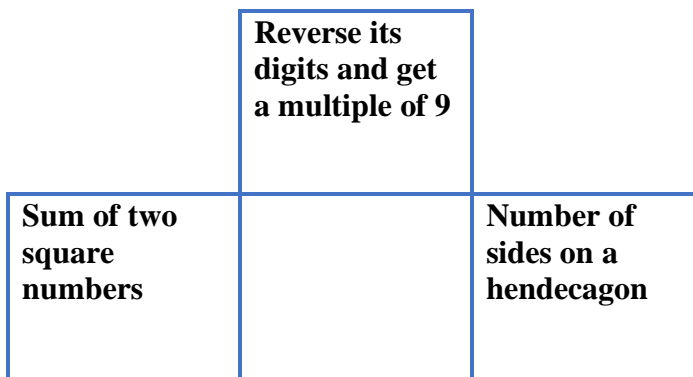 Reverse its
digits and get
a multiple of 9
Sum of two
square
numbers
Number of
sides on a
hendecagon